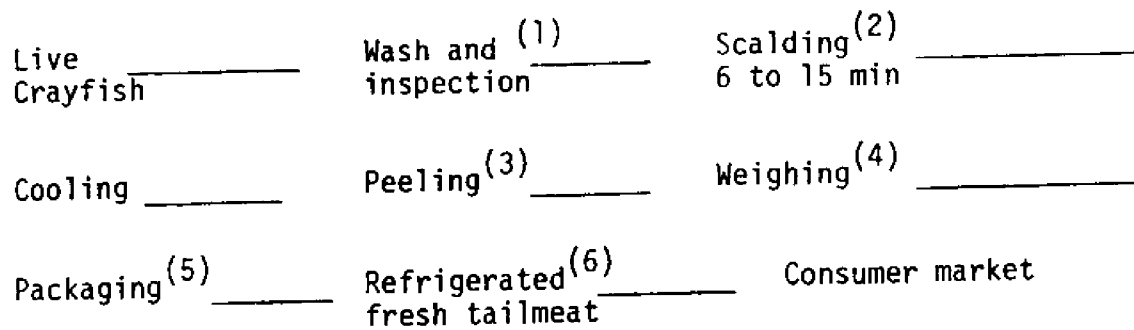 Live Wash and (1) Scalding(2)
Crayfish inspection 6 to 15 min
Cooling Peeling(3) Weighing(4)
Packaging(5) Refrigerated(6) Consumer market
fresh tailmeat